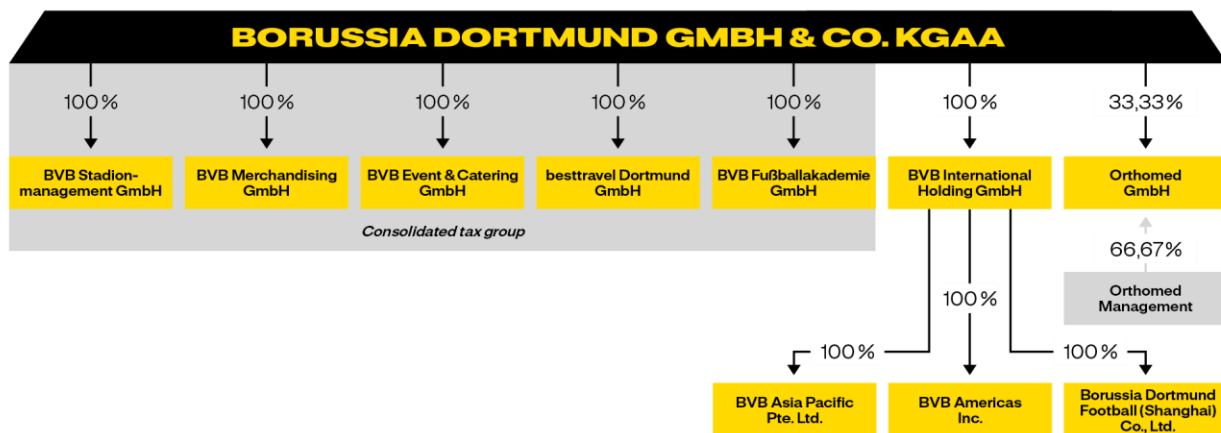 BORUSSIA DORTMUND GMBH & CO. KGAA
100 %
100 %
100 %
100 %
100 %
100 %
33,33%
BVB Stadion-
management GmbH
BVB Merchandising
GmbH
BVB Event & Catering
GmbH
besttravel Dortmund
GmbH
BVB Fußballakademie
GmbH
BVB International
Holding GmbH
Orthomed
GmbH
Consolidated tax group
66,67%
Orthomed
Management
100 %
100 %
100 %
BVB Asia Pacific
Pte. Ltd.
BVB Americas
Inc.
Borussia Dortmund
Football (Shanghai)
Co., Ltd.